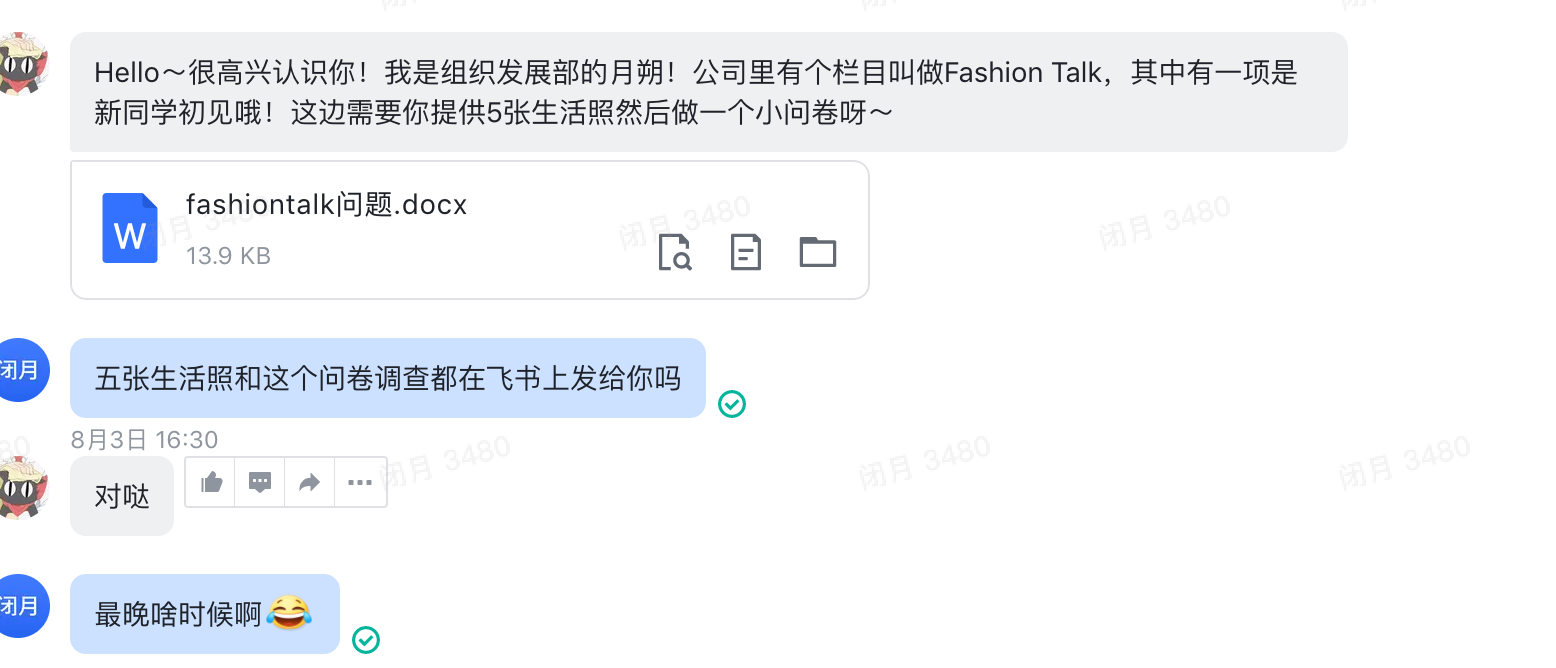 Hello～很高兴认识你！我是组织发展部的月朔！公司里有个栏目叫做Fashion Talk，其中有一项是
新同学初见哦！这边需要你提供5张生活照然后做一个小问卷呀～
W
fashiontalk问题.docx
13.9 KB
闭月 3480
闭月 3480
闭月 3480
闭月
五张生活照和这个问卷调查都在飞书上发给你吗
8月3日 16:30
对哒
闭月 3480
闭月 3480
闭月 3480
闭月
最晚啥时候啊😂